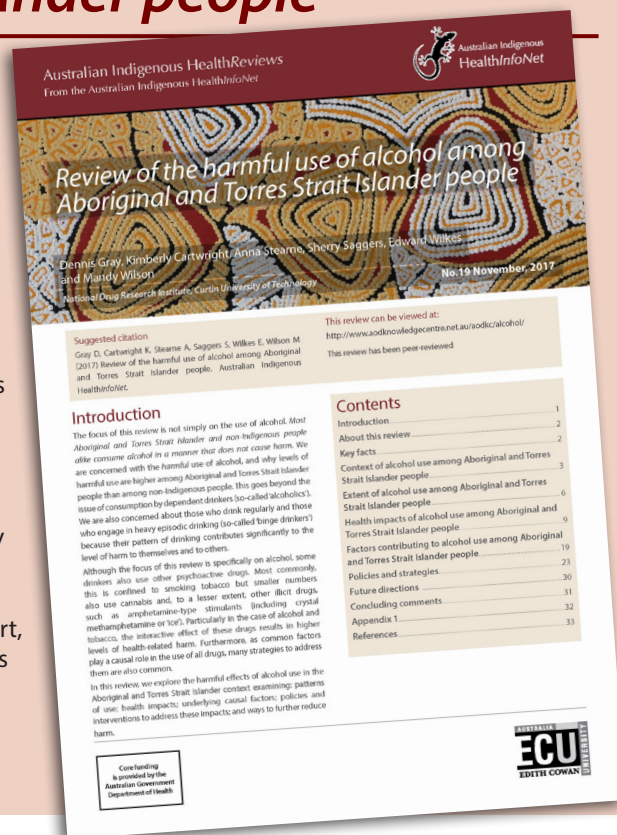 nder people
Australian Indigenous HealthReviews
From the Australian Indigenous HealthInfoNet
Australian Indigenous
HealthInfoNet
Review of the harmful use of alcohol among
Aboriginal and Torres Strait Islander people
Dennis Gray, Kimberly Cartwright, Anna Stearne, Sherry Saggers, Edward Wilkes
and Mandy Wilson
No.19 November, 2017
National Drug Research Institute, Curtin University of Technology
Suggested citation
Gray D, Cartwright K, Stearne A, Saggers S, Wilkes E, Wilson M
(2017) Review of the harmful use of alcohol among Aboriginal
and Torres Strait Islander people. Australian Indigenous
HealthInfoNet.
This review can be viewed at:
http://www.aodknowledgecentre.net.au/aodkc/alcohol/
This review has been peer-reviewed
s
y
rt,
s
Introduction
The focus of this review is not simply on the use of alcohol. Most
Aboriginal and Torres Strait Islander and non-Indigenous people
alike consume alcohol in a manner that does not cause harm. We
are concerned with the harmful use of alcohol, and why levels of
harmful use are higher among Aboriginal and Torres Strait Islander
people than among non-Indigenous people. This goes beyond the
issue of consumption by dependent drinkers (so-called 'alcoholics').
We are also concerned about those who drink regularly and those
who engage in heavy episodic drinking (so-called 'binge drinkers')
because their pattern of drinking contributes significantly to the
level of harm to themselves and to others.
Although the focus of this review is specifically on alcohol, some
drinkers also use other psychoactive drugs. Most commonly,
this is confined to smoking tobacco but smaller numbers
also use cannabis and, to a lesser extent, other illicit drugs,
such as amphetamine-type stimulants (including crystal
methamphetamine or 'ice'). Particularly in the case of alcohol and
tobacco, the interactive effect of these drugs results in higher
levels of health-related harm. Furthermore, as common factors
play a causal role in the use of all drugs, many strategies to address
them are also common.
In this review, we explore the harmful effects of alcohol use in the
Aboriginal and Torres Strait Islander context examining: patterns
of use; health impacts; underlying causal factors; policies and
interventions to address these impacts; and ways to further reduce
harm.
Contents
Introduction 1
About this review 2
Key facts 2
Context of alcohol use among Aboriginal and Torres
Strait Islander people 3
Extent of alcohol use among Aboriginal and Torres
Strait Islander people 6
Health impacts of alcohol use among Aboriginal and
Torres Strait Islander people 9
Factors contributing to alcohol use among Aboriginal
and Torres Strait Islander people 19
Policies and strategies 23
Future directions 30
Concluding comments 31
Appendix 1 32
References 33
Core funding
is provided by the
Australian Government
Department of Health
AUSTRALIA
ECU
EDITH COWAN
UNIVERSITY